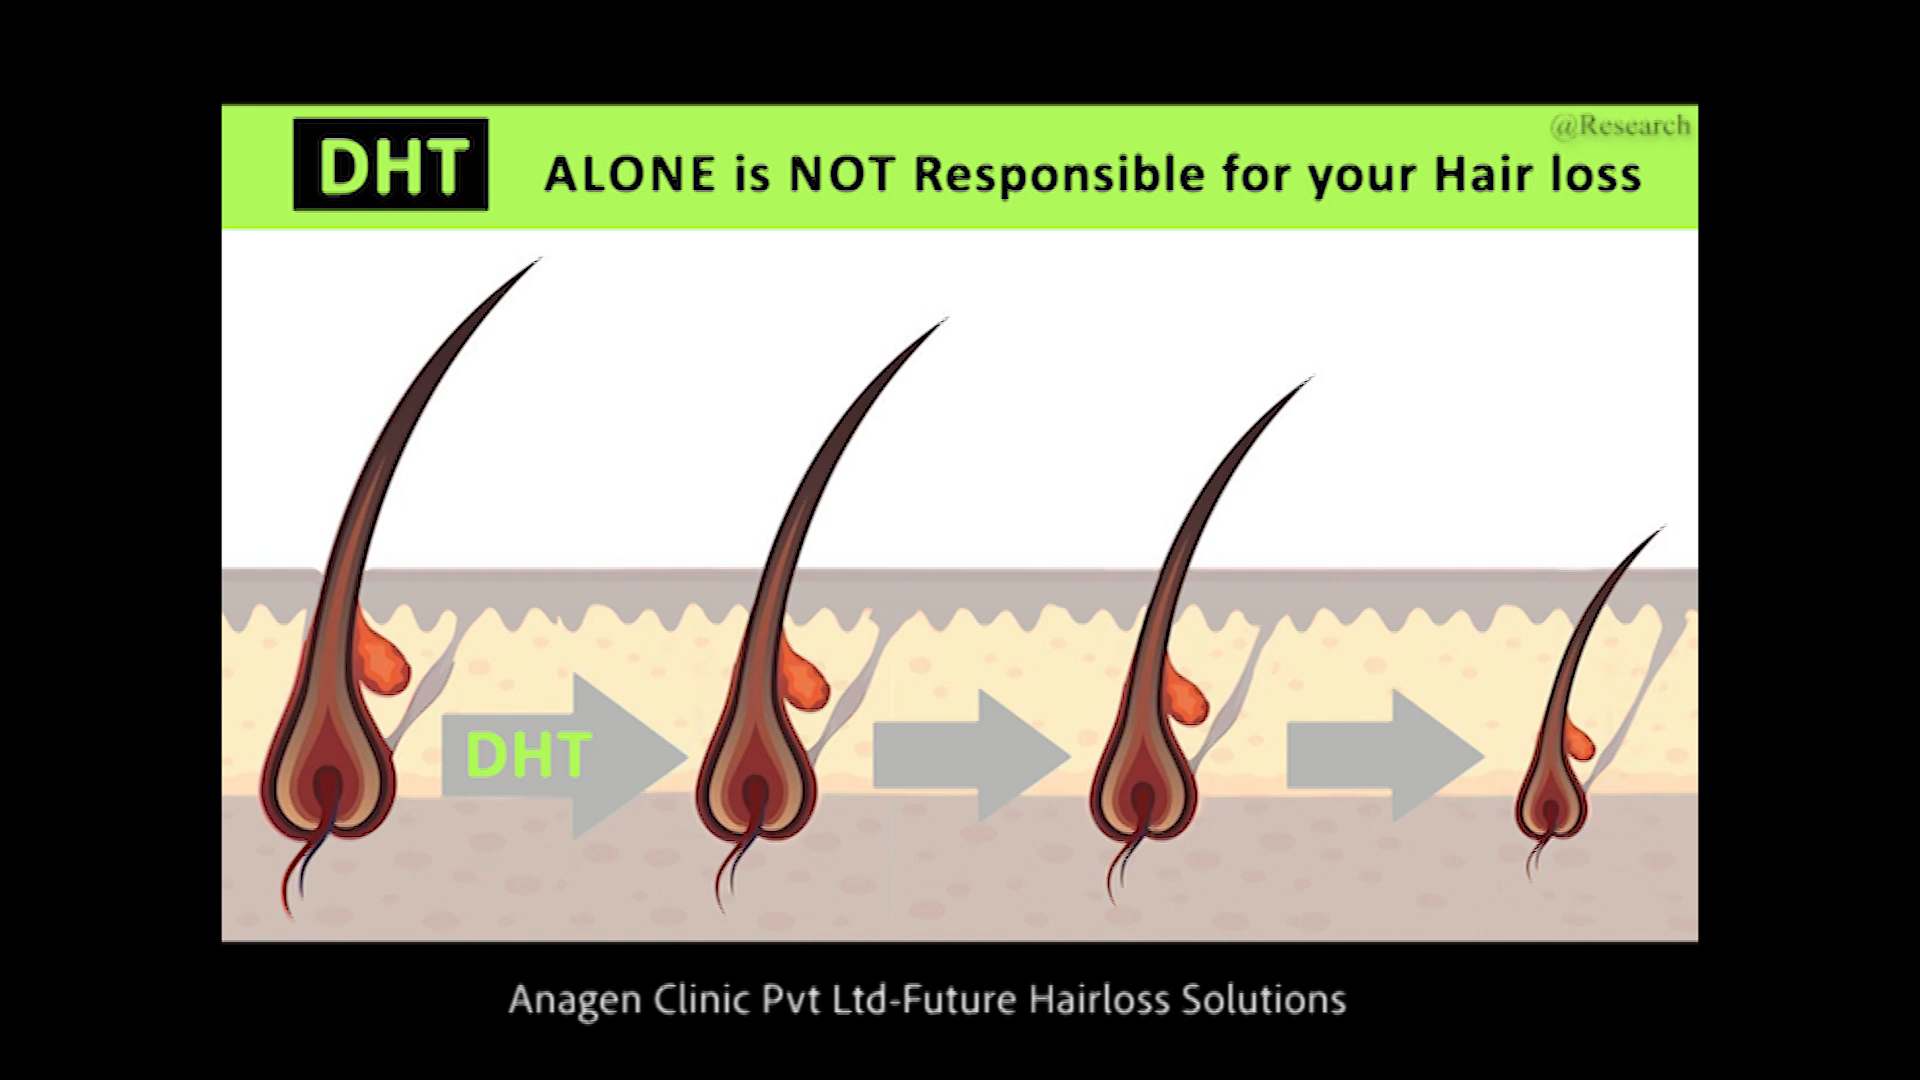 @Research
DHT ALONE is NOT Responsible for your Hair loss
DHT
Anagen Clinic Pvt Ltd-Future Hairloss Solutions